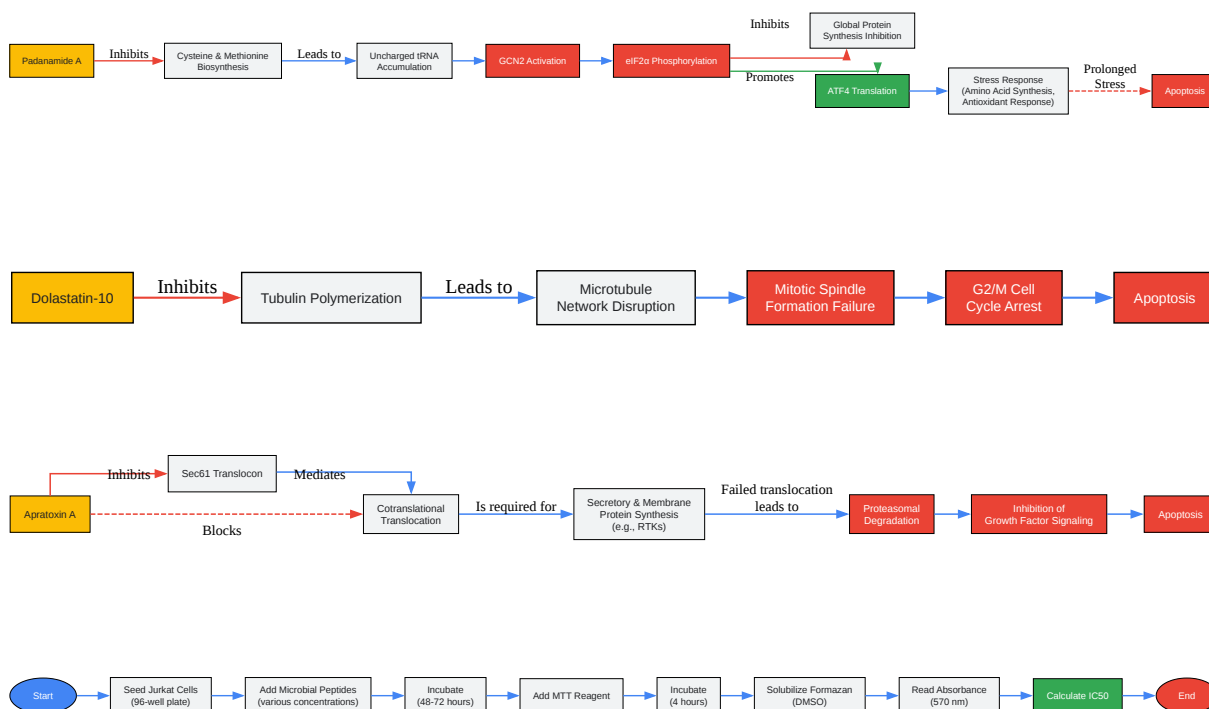 Inhibits
Global Protein
Synthesis Inhibition
Padanamide A
Inhibits
Cysteine & Methionine
Biosynthesis
Leads to
Uncharged tRNA
Accumulation
GCN2 Activation
eIF2α Phosphorylation
Promotes
ATF4 Translation
Stress Response
(Amino Acid Synthesis,
Antioxidant Response)
Prolonged
Stress
Apoptosis
Dolastatin-10
Inhibits
Tubulin Polymerization
Leads to
Microtubule
Network Disruption
Mitotic Spindle
Formation Failure
G2/M Cell
Cycle Arrest
Apoptosis
Apratoxin A
Inhibits
Sec61 Translocon
Mediates
Blocks
Cotranslational
Translocation
Is required for
Secretory & Membrane
Protein Synthesis
(e.g., RTKs)
Failed translocation
leads to
Proteasomal
Degradation
Inhibition of
Growth Factor Signaling
Apoptosis
Start
Seed Jurkat Cells
(96-well plate)
Add Microbial Peptides
(various concentrations)
Incubate
(48-72 hours)
Add MTT Reagent
Incubate
(4 hours)
Solubilize Formazan
(DMSO)
Read Absorbance
(570 nm)
Calculate IC50
End